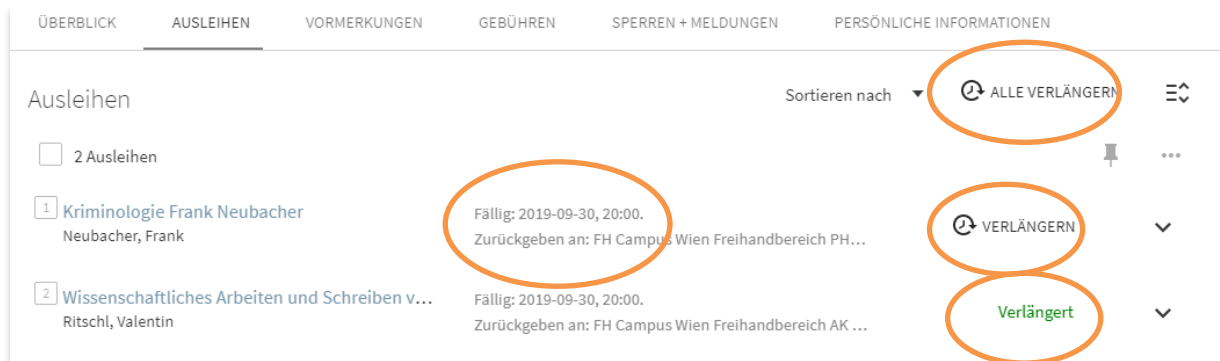 ÜBERBLICK AUSLEIHEN VORMERKUNGEN GEBÜHREN SPERREN + MELDUNGEN PERSÖNLICHE INFORMATIONEN
Ausleihen Sortieren nach ALLE VERLÄNGERN
2 Ausleihen
1 Kriminologie Frank Neubacher Fällig: 2019-09-30, 20:00. VERLÄNGERN
Neubacher, Frank Zurückgeben an: FH Campus Wien Freihandbereich PH...
2 Wissenschaftliches Arbeiten und Schreiben v... Fällig: 2019-09-30, 20:00. Verlängert
Ritschl, Valentin Zurückgeben an: FH Campus Wien Freihandbereich AK ...